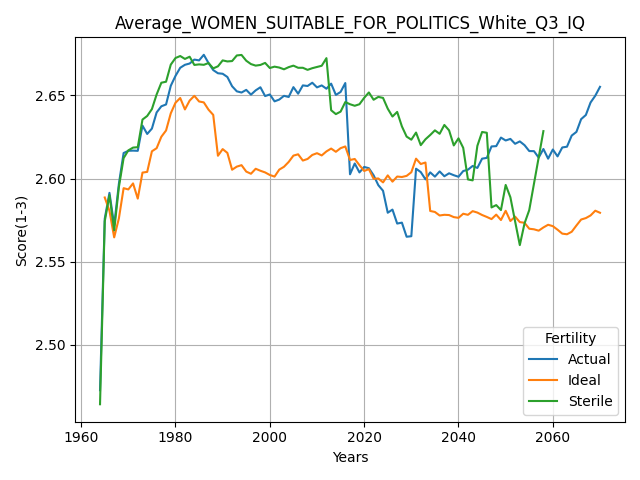 Average_WOMEN_SUITABLE_FOR_POLITICS_White_Q3_IQ
Score(1-3)
2.65
2.60
2.55
2.50
1960 1980 2000 2020 2040 2060
Years
Fertility
Actual
Ideal
Sterile